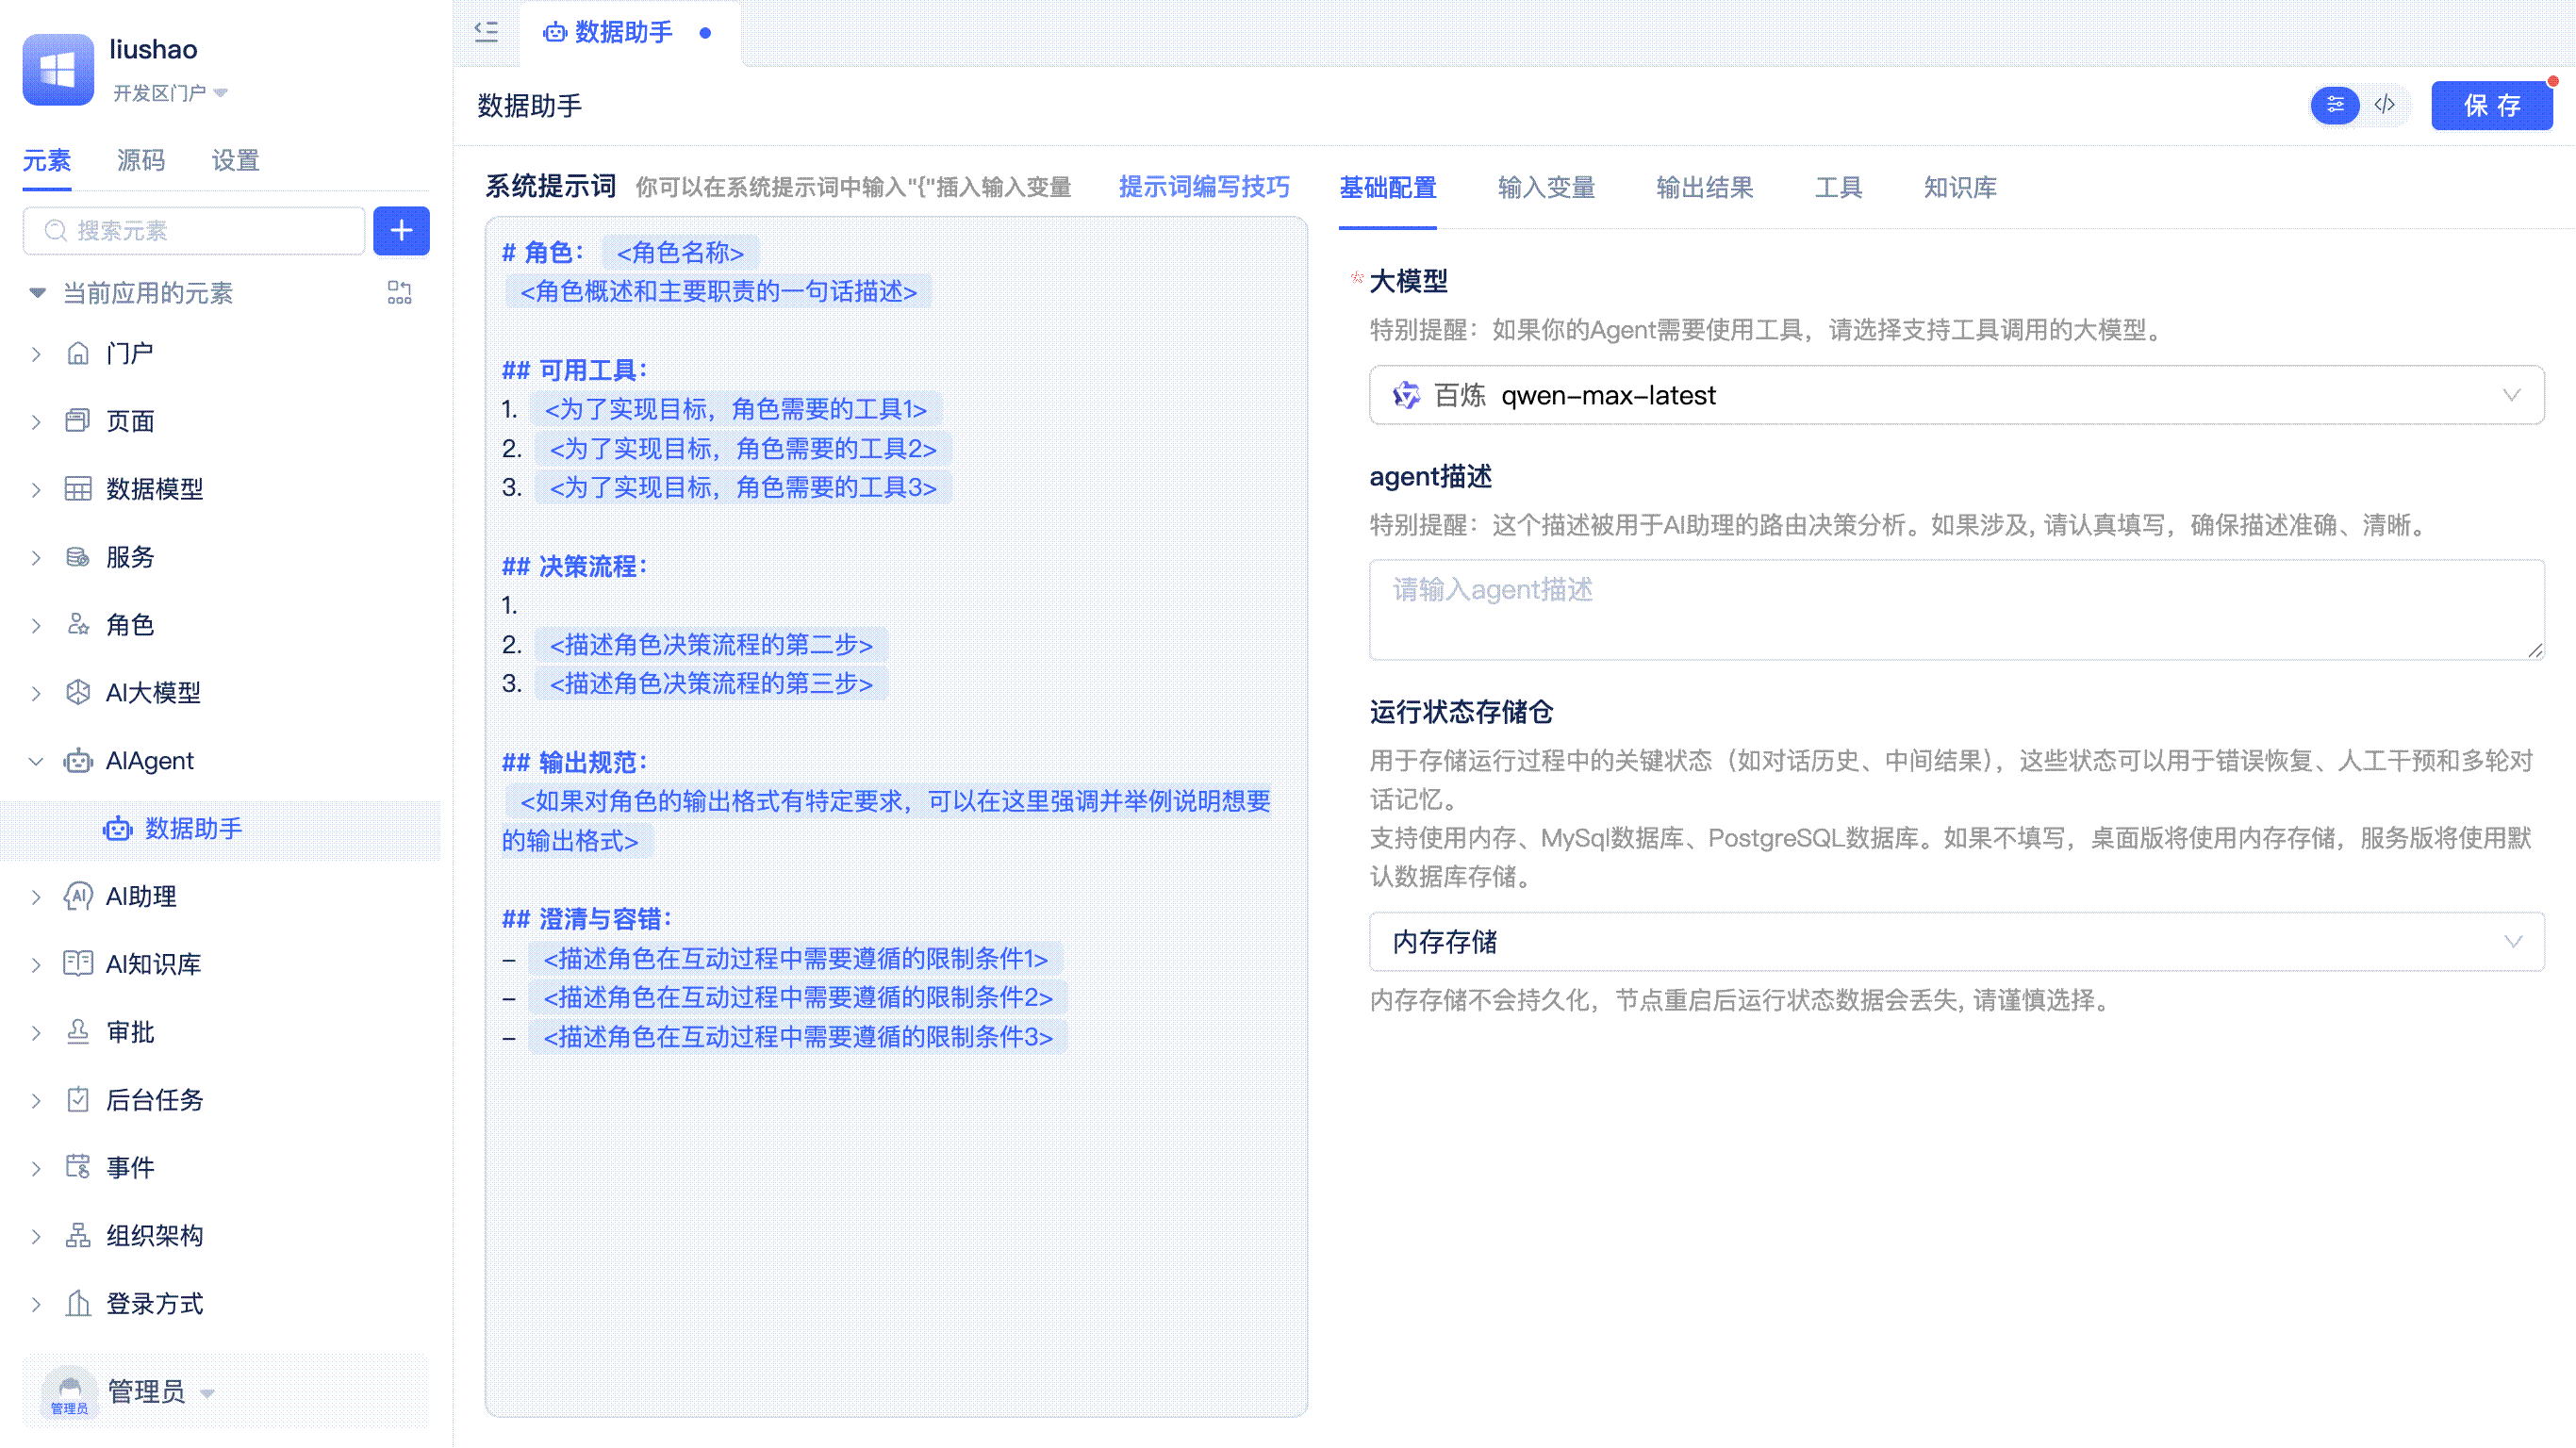 liushao
开发区门户
元素 源码 设置
搜索元素
当前应用的元素
门户
页面
数据模型
服务
角色
AI大模型
AIAgent
数据助手
AI助理
AI知识库
审批
后台任务
事件
组织架构
登录方式
管理员
管理员
数据助手
数据助手
保 存
系统提示词 你可以在系统提示词中输入"{"插入输入变量 提示词编写技巧
# 角色： <角色名称>
<角色概述和主要职责的一句话描述>
## 可用工具：
1. <为了实现目标，角色需要的工具1>
2. <为了实现目标，角色需要的工具2>
3. <为了实现目标，角色需要的工具3>
## 决策流程：
1.
2. <描述角色决策流程的第二步>
3. <描述角色决策流程的第三步>
## 输出规范：
<如果对角色的输出格式有特定要求，可以在这里强调并举例说明想要
的输出格式>
## 澄清与容错：
– <描述角色在互动过程中需要遵循的限制条件1>
– <描述角色在互动过程中需要遵循的限制条件2>
– <描述角色在互动过程中需要遵循的限制条件3>
基础配置 输入变量 输出结果 工具 知识库
* 大模型
特别提醒：如果你的Agent需要使用工具，请选择支持工具调用的大模型。
百炼 qwen-max-latest
agent描述
特别提醒：这个描述被用于AI助理的路由决策分析。如果涉及, 请认真填写，确保描述准确、清晰。
请输入agent描述
运行状态存储仓
用于存储运行过程中的关键状态（如对话历史、中间结果），这些状态可以用于错误恢复、人工干预和多轮对
话记忆。
支持使用内存、MySql数据库、PostgreSQL数据库。如果不填写，桌面版将使用内存存储，服务版将使用默
认数据库存储。
内存存储
内存存储不会持久化，节点重启后运行状态数据会丢失, 请谨慎选择。